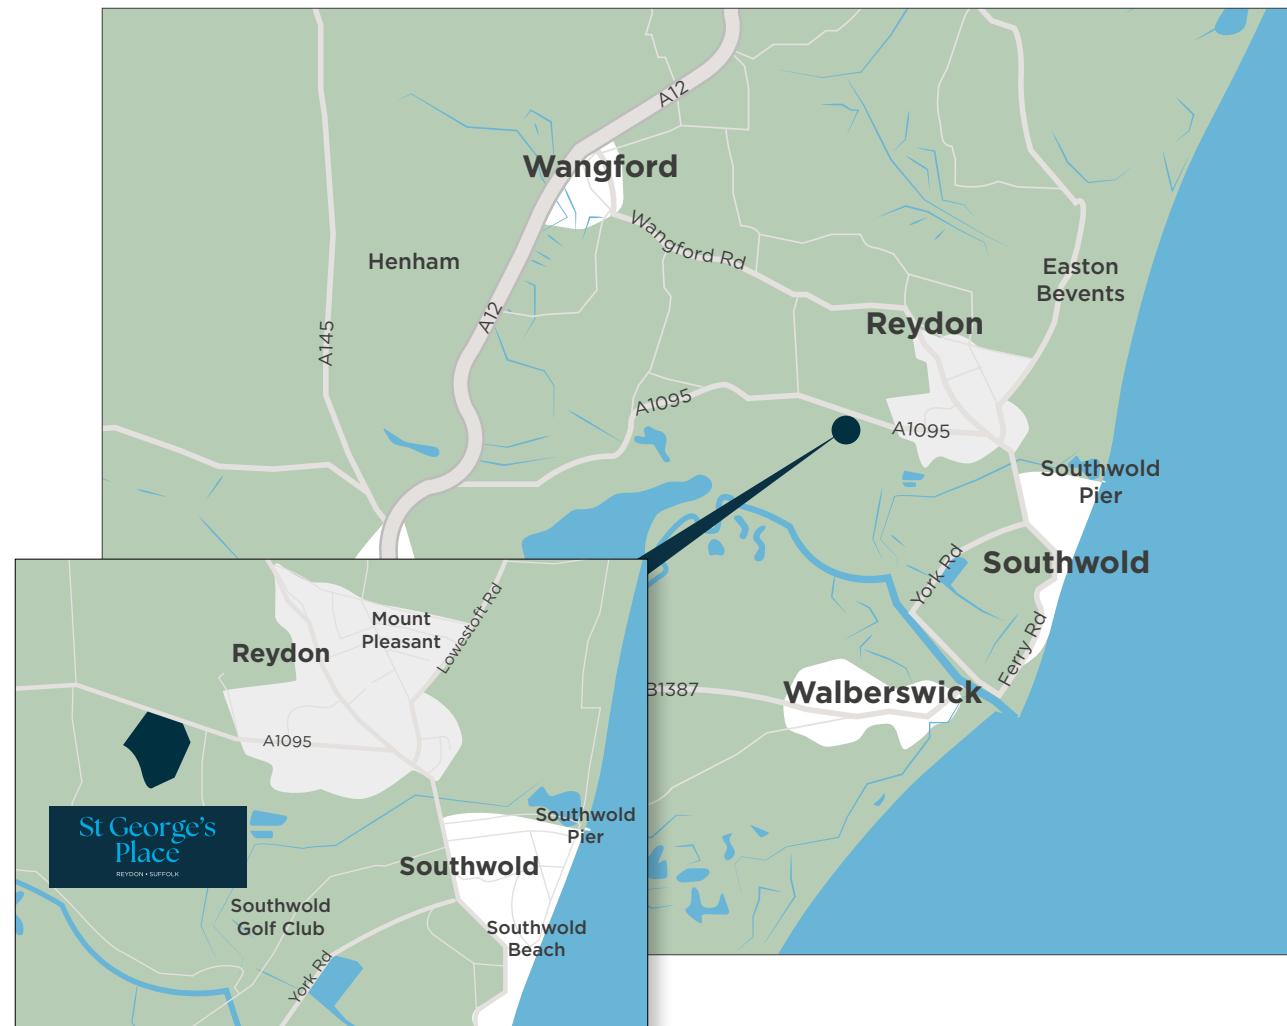 A12
Wangford
Wangford Rd
Henham
A12
A145
Easton
Bevents
Reydon
A1095
A1095
Southwold
Pier
York Rd
Southwold
Ferry Rd
B1387
Walberswick
Mount
Pleasant
Lowestoft Rd
Reydon
A1095
St George's
Place
REYDON • SUFFOLK
Southwold
Pier
Southwold
Southwold
Golf Club
Southwold
Beach
York Rd